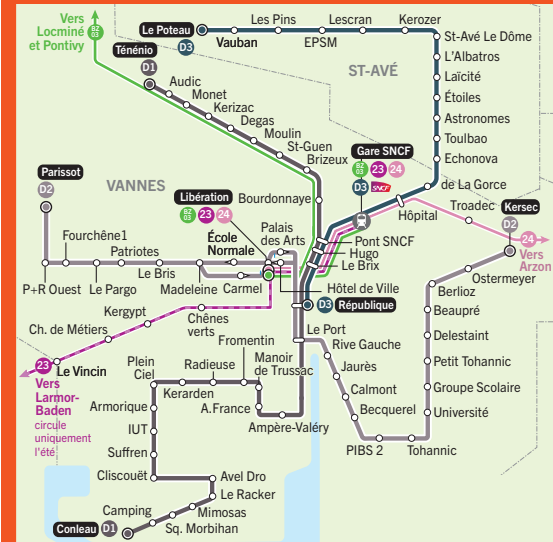 Vers
Locminé
et Pontivy
BZ
03
Le Poteau
D3
Vauban
Les Pins
EPSM
Lescran
Kerozer
St-Avé Le Dôme
L'Albatros
Laïcité
Étoiles
Astronomes
Toulbao
Echonova
de La Gorce
ST-AVÉ
Ténénio
D1
Audic
Monet
Kerizac
Degas
Moulin
St-Guen
Brizeux
Bourdonnaye
Gare SNCF
BZ
03
23
24
D3
SNCF
Parissot
D2
VANNES
Libération
BZ
03
23
24
École
Normale
Palais
des Arts
Hôpital
Troadec
Kersec
D2
24
Vers
Arzon
Pont SNCF
Hugo
Le Brix
Hôtel de Ville
D3
République
Fourchêne1
Patriotes
P+R Ouest
Le Pargo
Le Bris
Madeleine
Carmel
Ostermeyer
Berlioz
Beaupré
Delestaint
Petit Tohannic
Groupe Scolaire
Université
Kergypt
Chênes
verts
Ch. de Métiers
Le Vincin
23
Vers
Larmor-
Baden
circule
uniquement
l'été
Le Port
Rive Gauche
Jaurès
Calmont
Becquerel
PIBS 2
Tohannic
Fromentin
Manoir
de Trussac
Radieuse
Plein
Ciel
Kerarden
A.France
Ampère-Valéry
Armorique
IUT
Suffren
Cliscouët
Avel Dro
Le Racker
Mimosas
Camping
Sq. Morbihan
Conleau
D1